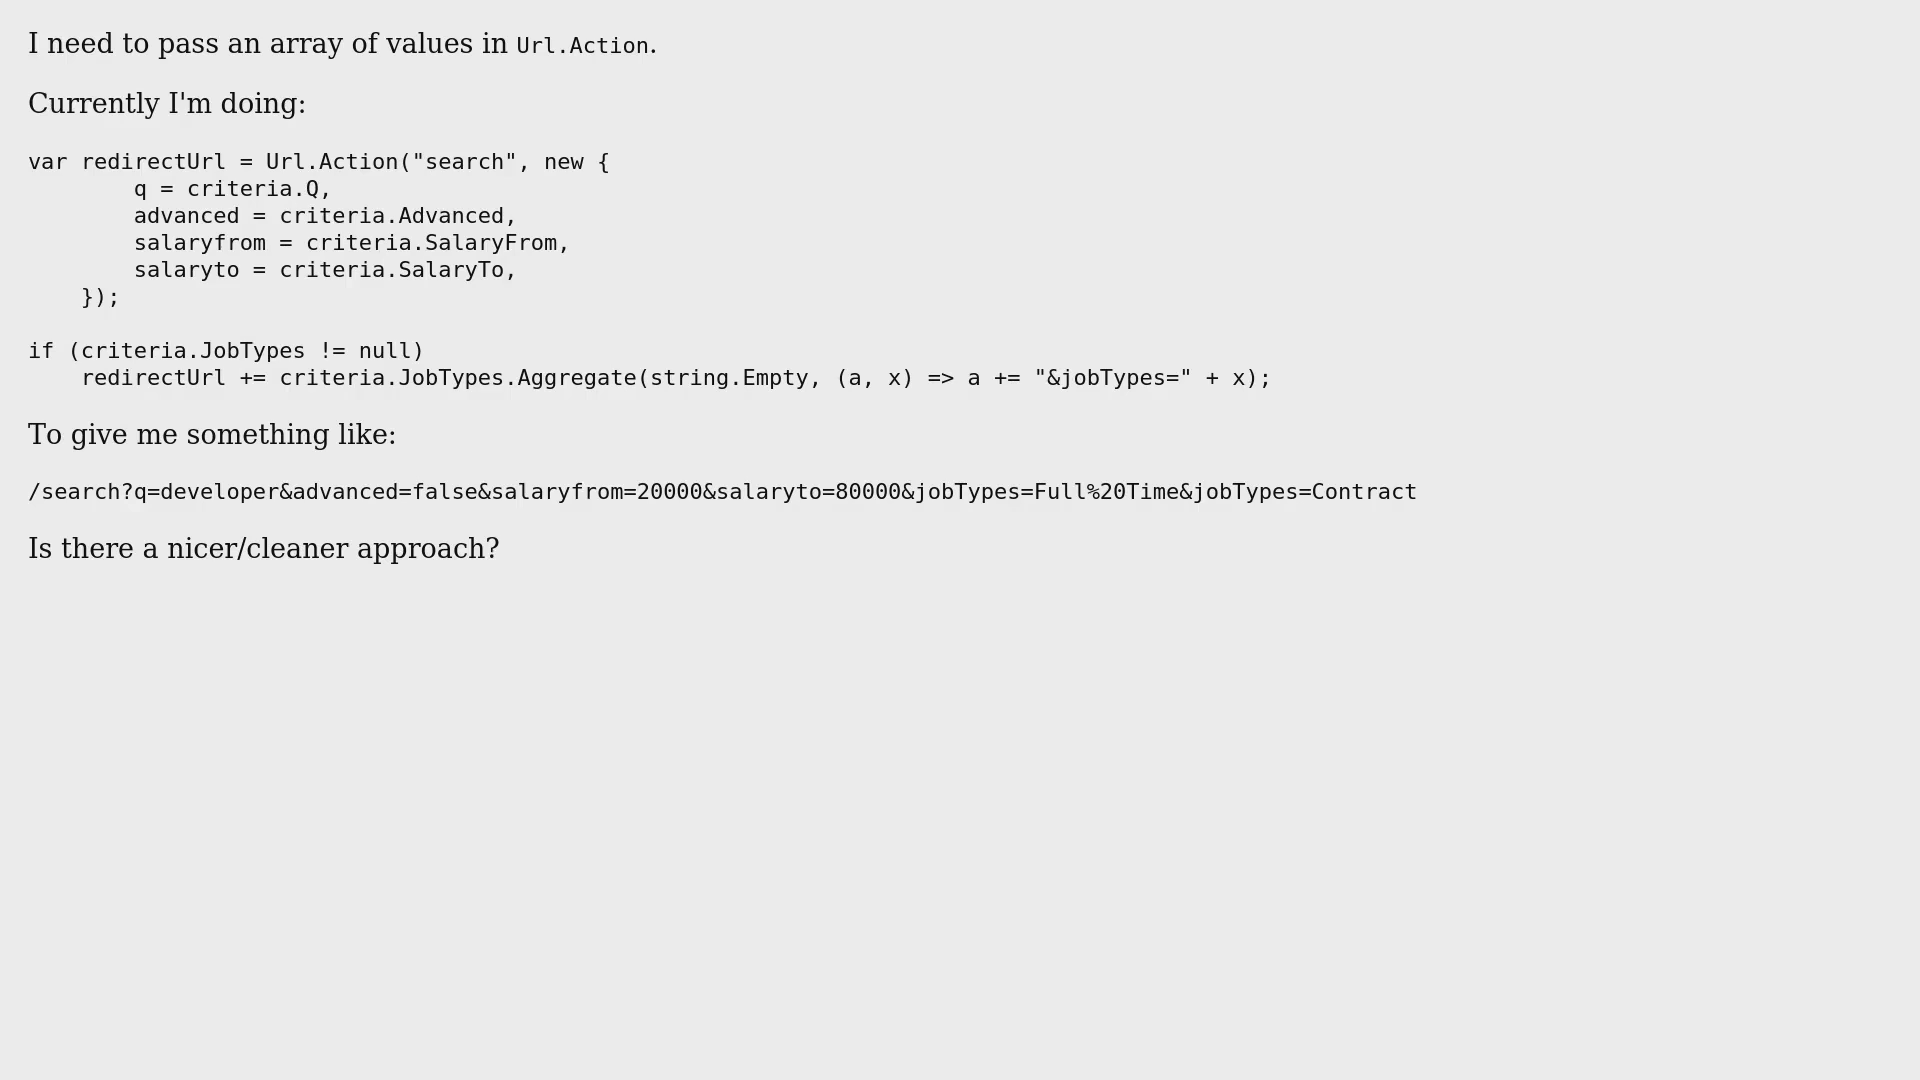 I need to pass an array of values in Url.Action.
Currently I'm doing:
var redirectUrl = Url.Action("search", new {
        q = criteria.Q,
        advanced = criteria.Advanced,
        salaryfrom = criteria.SalaryFrom,
        salaryto = criteria.SalaryTo,
    });
if (criteria.JobTypes != null)
    redirectUrl += criteria.JobTypes.Aggregate(string.Empty, (a, x) => a += "&jobTypes=" + x);
To give me something like:
/search?q=developer&advanced=false&salaryfrom=20000&salaryto=80000&jobTypes=Full%20Time&jobTypes=Contract
Is there a nicer/cleaner approach?